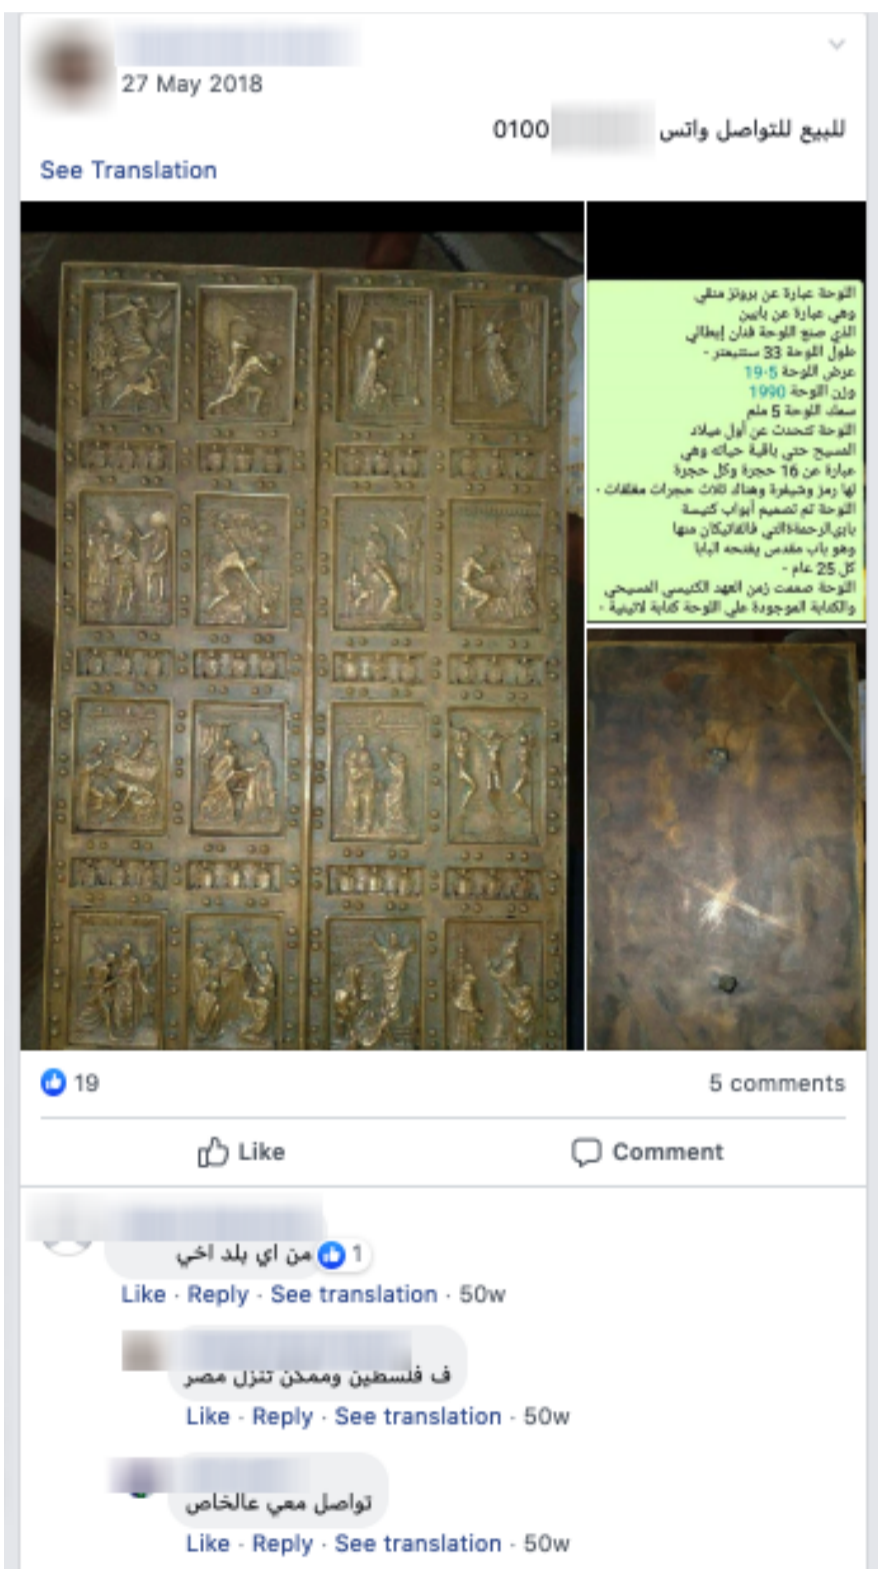 27 May 2018
للبيع للتواصل واتس 0100
See Translation
اللوحة عبارة عن برونز منقي
وهي عبارة عن بابين
الذي صنع اللوحة فنان إيطالي
طول اللوحة 33 سنتيمتر -
عرض اللوحة 19.5
وزن اللوحة 1990
سمك اللوحة 5 ملم
اللوحة تتحدث عن أول ميلاد
المسيح حتى باقية حياته وهي
عبارة عن 16 حجرة وكل حجرة
لها رمز وشيفرة وهناك ثلاث حجرات مغلقات -
اللوحة تم تصميم أبواب كنيسة
منها
وهو باب مقدس يفتحه البابا
كل 25 عام -
اللوحة صممت زمن العهد الكنيسي المسيحي
والكتابة الموجودة علي اللوحة كتابة لاتينية -
19
5 comments
Like
Comment
من اي بلد اخي
1
Like · Reply · See translation · 50w
ف فلسطين وممكن تنزل مصر
Like · Reply · See translation · 50w
تواصل معي عالخاص
Like · Reply · See translation · 50w